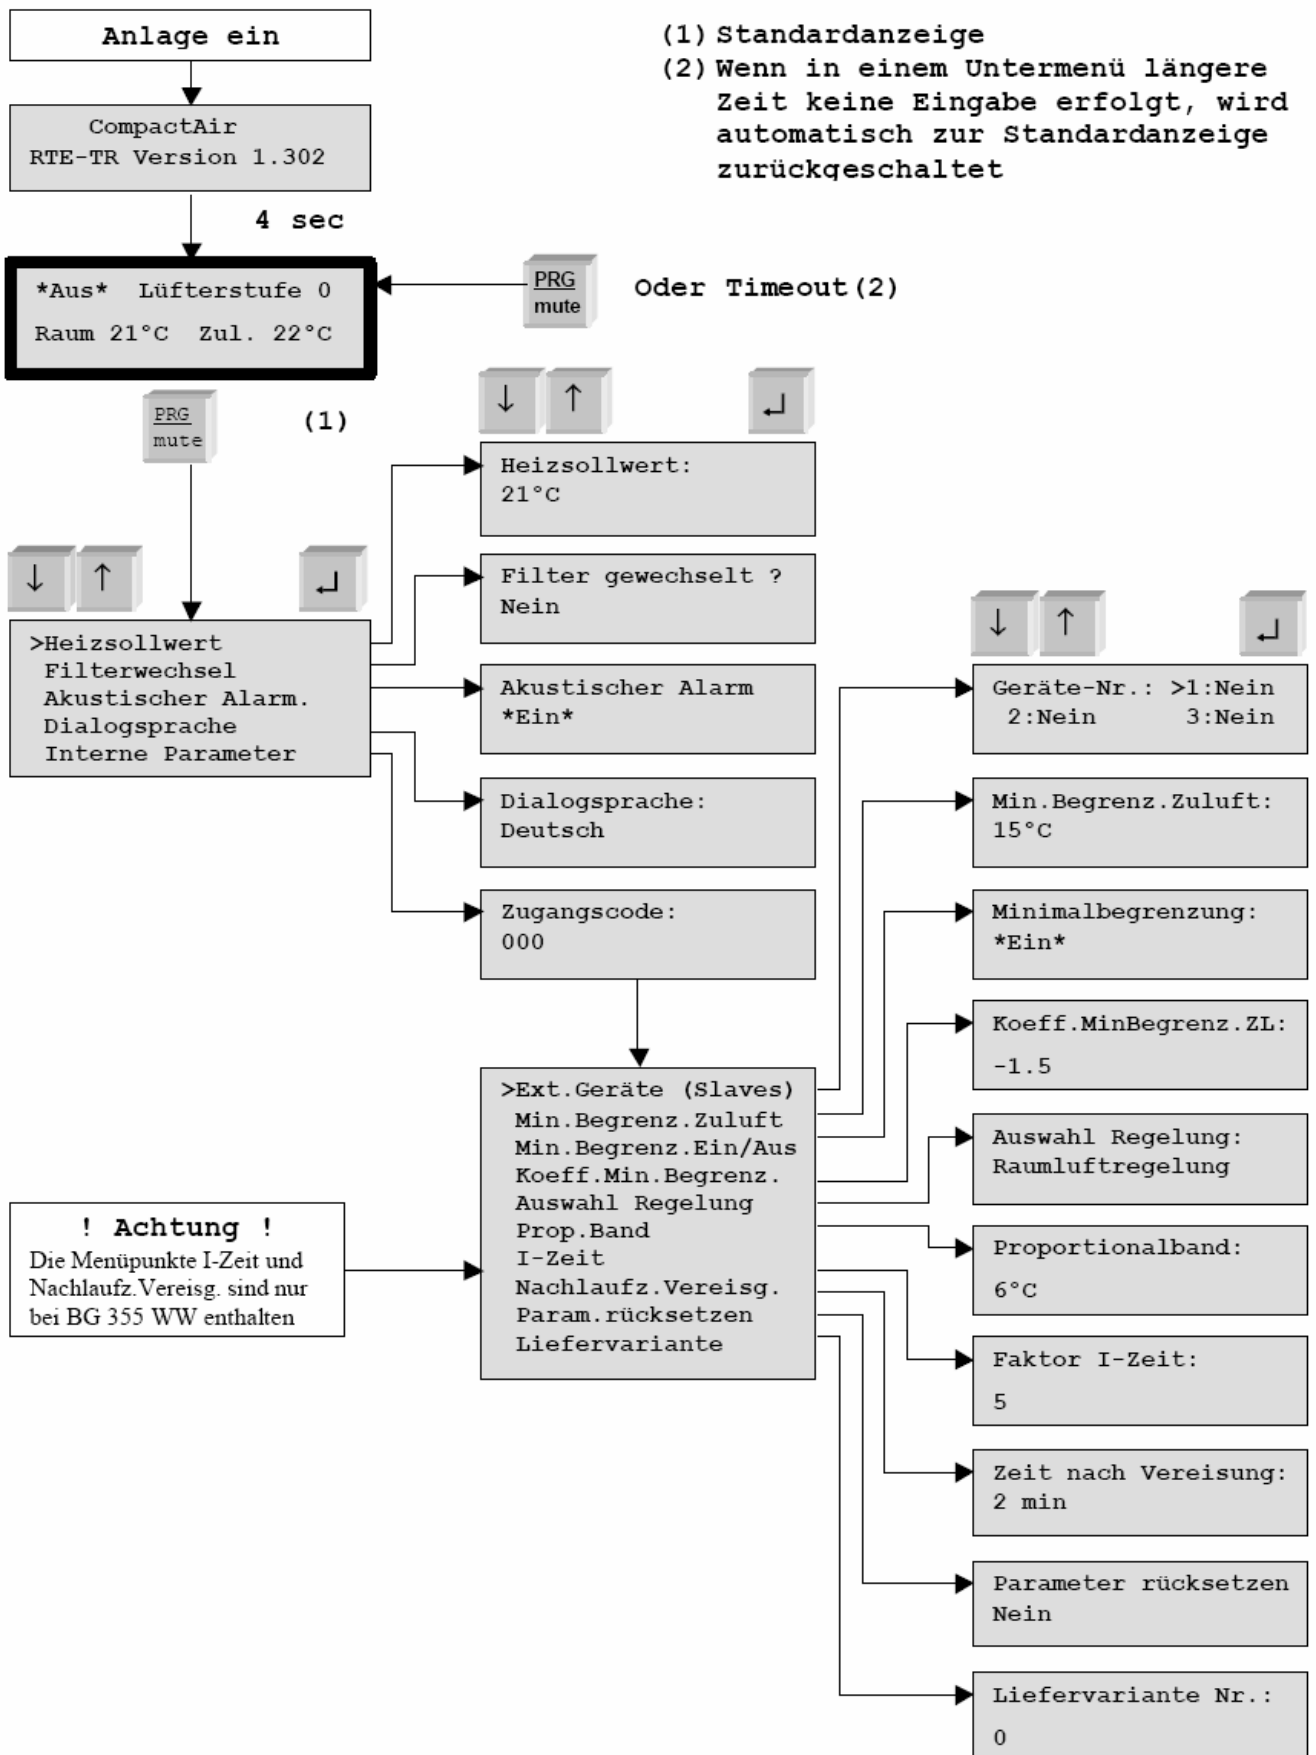 Anlage ein
(1) Standardanzeige
(2) Wenn in einem Untermenü längere
Zeit keine Eingabe erfolgt, wird
automatisch zur Standardanzeige
zurückgeschaltet
CompactAir
RTE-TR Version 1.302
4 sec
*Aus* Lüfterstufe 0
Raum 21°C Zul. 22°C
PRG
mute
Oder Timeout(2)
PRG
mute
(1)
↓ ↑ ↵
>Heizsollwert
Filterwechsel
Akustischer Alarm.
Dialogsprache
Interne Parameter
↓ ↑ ↵
Heizsollwert:
21°C
Filter gewechselt ?
Nein
Akustischer Alarm
*Ein*
Dialogsprache:
Deutsch
Zugangscode:
000
>Ext.Geräte (Slaves)
Min.Begrenz.Zuluft
Min.Begrenz.Ein/Aus
Koeff.Min.Begrenz.
Auswahl Regelung
Prop.Band
I-Zeit
Nachlaufz.Vereisg.
Param.rücksetzen
Liefervariante
! Achtung !
Die Menüpunkte I-Zeit und
Nachlaufz.Vereisg. sind nur
bei BG 355 WW enthalten
↓ ↑ ↵
Geräte-Nr.: >1:Nein
2:Nein 3:Nein
Min.Begrenz.Zuluft:
15°C
Minimalbegrenzung:
*Ein*
Koeff.MinBegrenz.ZL:
-1.5
Auswahl Regelung:
Raumluftregelung
Proportionalband:
6°C
Faktor I-Zeit:
5
Zeit nach Vereisung:
2 min
Parameter rücksetzen
Nein
Liefervariante Nr.:
0